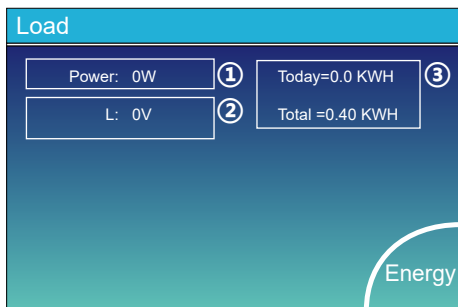 Load
Power: 0W ①
L: 0V ②
Today=0.0 KWH ③
Total =0.40 KWH
Energy